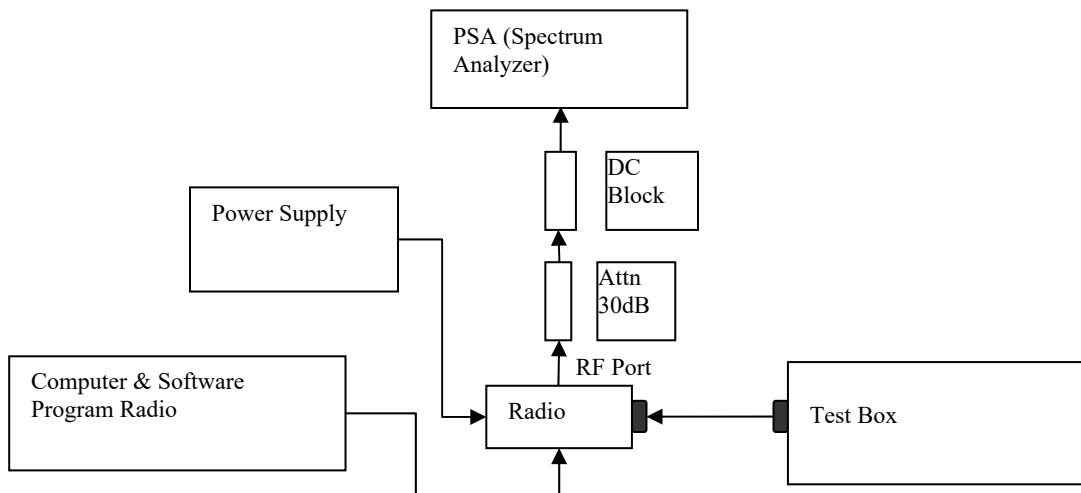 PSA (Spectrum
Analyzer)
DC
Block
Power Supply
Attn
30dB
RF Port
Computer & Software
Program Radio
Radio
Test Box